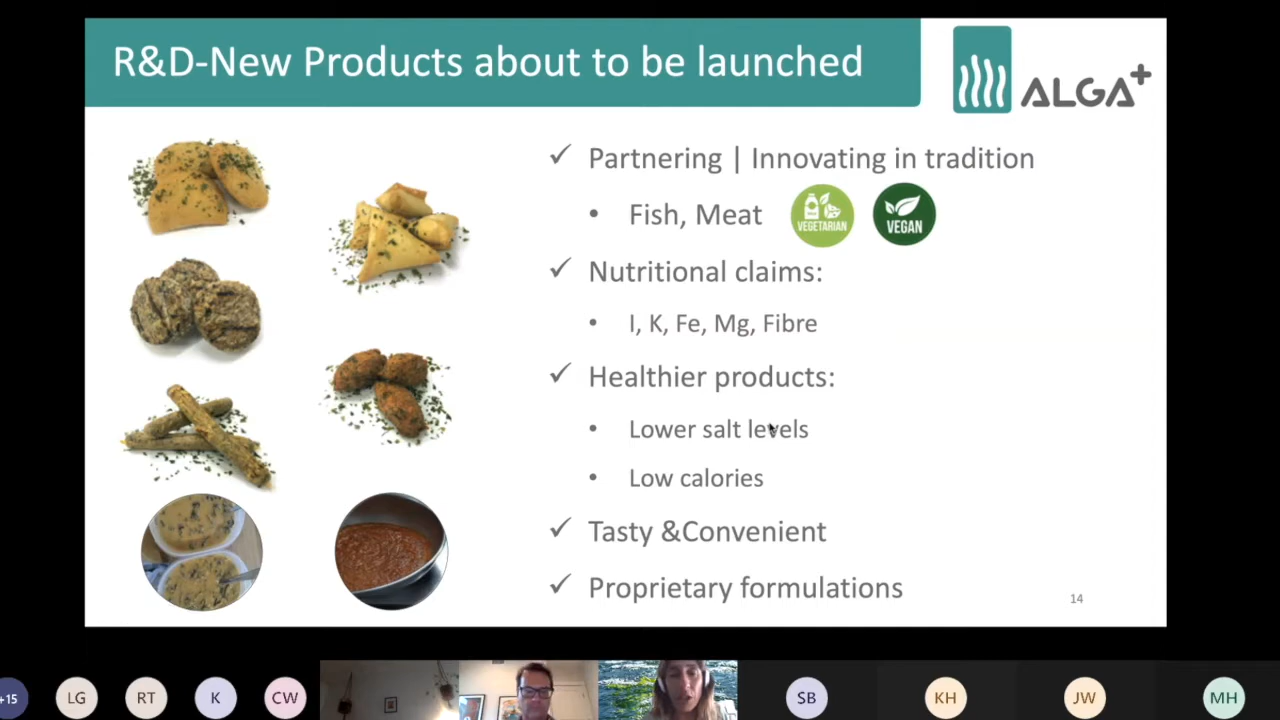 R&D-New Products about to be launched
ALGA+
✓ Partnering | Innovating in tradition
• Fish, Meat
VEGETARIAN
VEGAN
✓ Nutritional claims:
• I, K, Fe, Mg, Fibre
✓ Healthier products:
• Lower salt levels
• Low calories
✓ Tasty &Convenient
✓ Proprietary formulations
14
+15
LG
RT
K
CW
SB
KH
JW
MH